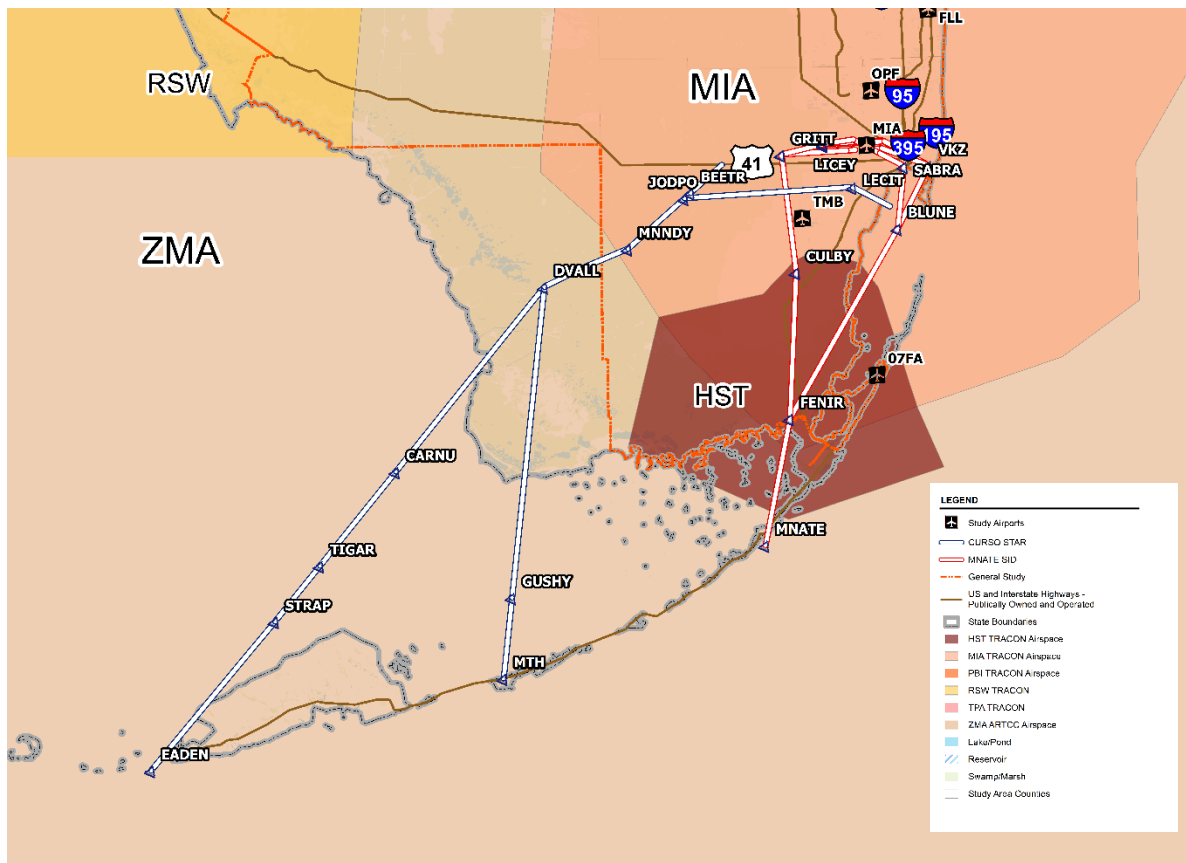 FLL
RSW
MIA
OPF
95
MIA
195
GRITT
395
VKZ
LICEY
41
BEETR
LECIT
SABRA
JODPO
TMB
BLUNE
MNNDY
ZMA
CULBY
DVALL
07FA
HST
FENIR
CARNU
MNATE
TIGAR
GUSHY
STRAP
MTH
EADEN
LEGEND
Study Airports
CURSO STAR
MNATE SID
General Study
US and Interstate Highways -
Publically Owned and Operated
State Boundaries
HST TRACON Airspace
MIA TRACON Airspace
PBI TRACON Airspace
RSW TRACON
TPA TRACON
ZMA ARTCC Airspace
Lake/Pond
Reservoir
Swamp/Marsh
Study Area Counties